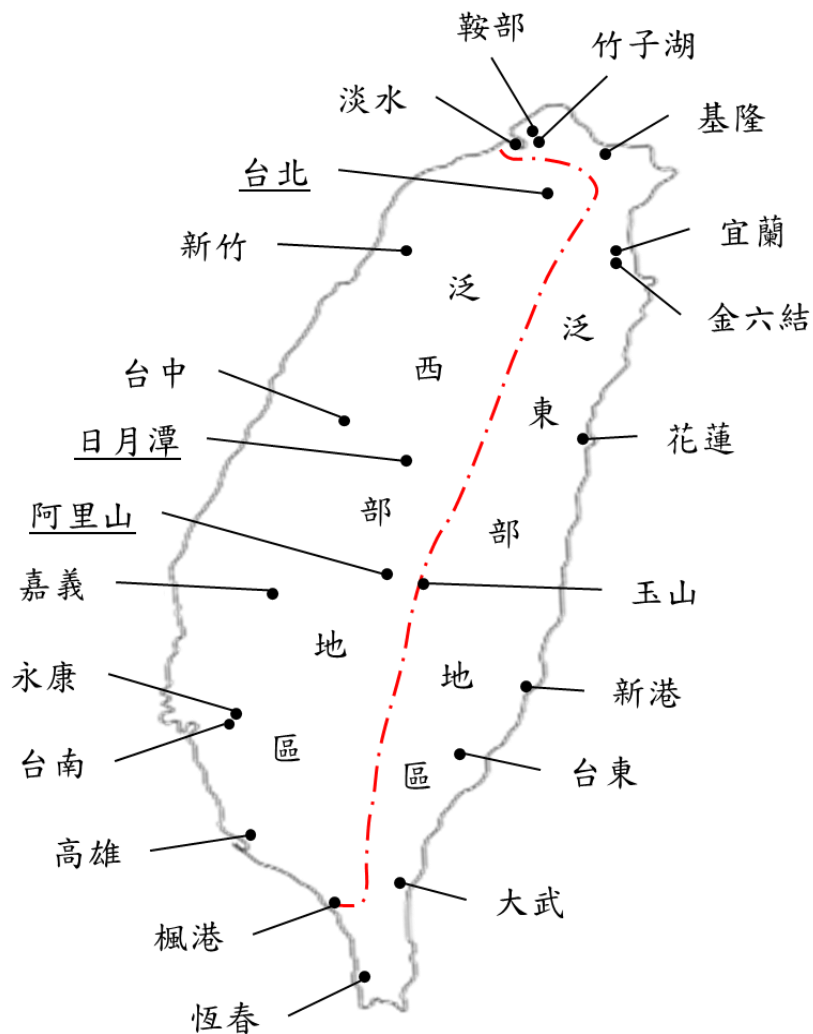 鞍部
竹子湖
淡水
基隆
台北
新竹
宜蘭
金六結
泛西部地區
泛東部地區
台中
日月潭
花蓮
阿里山
嘉義
玉山
永康
新港
台南
台東
高雄
大武
楓港
恆春